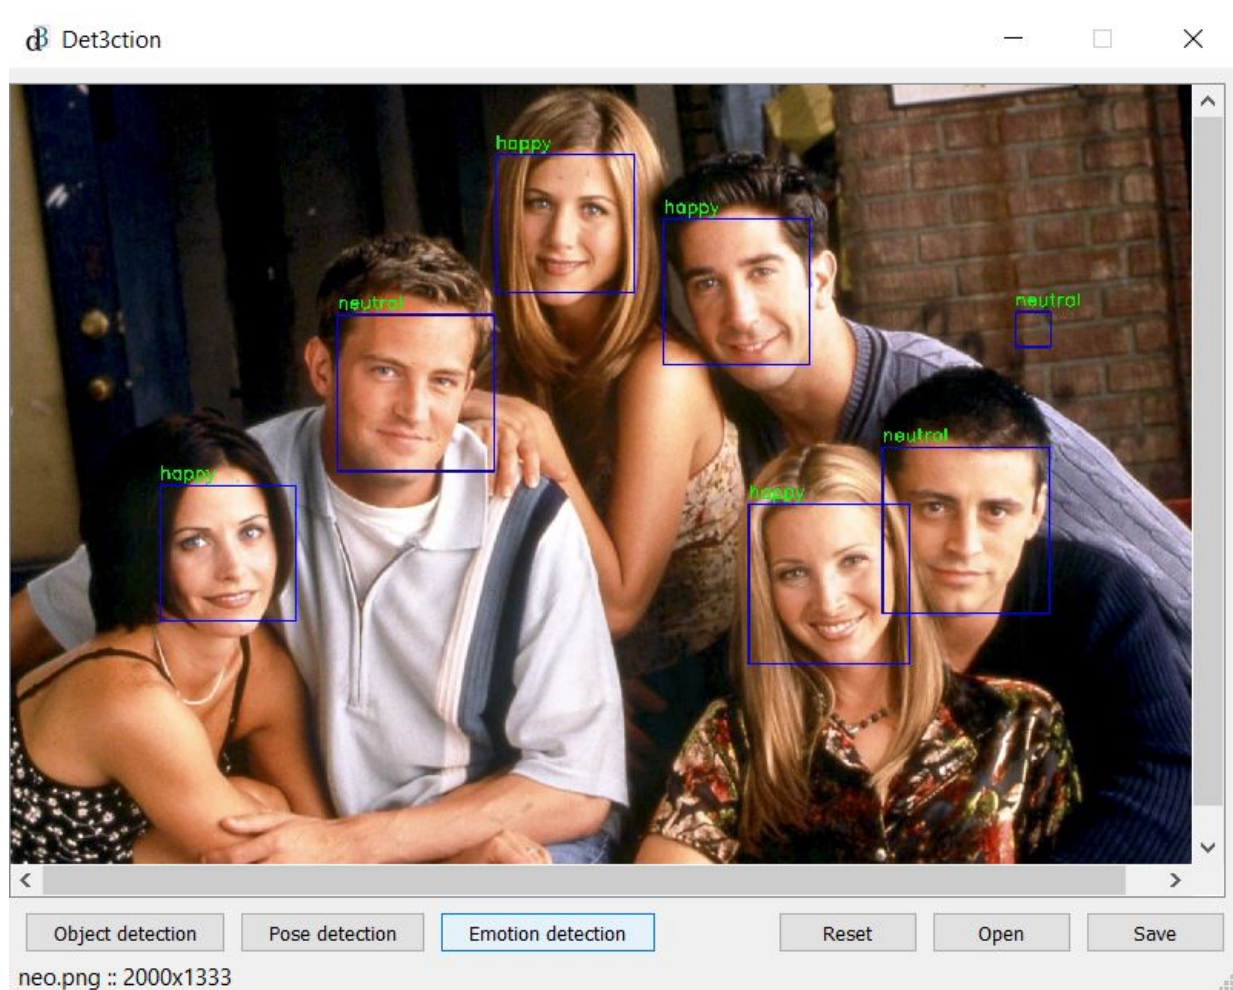 Det3ction
happy
happy
neutral
neutral
neutral
happy
happy
Object detection
Pose detection
Emotion detection
Reset
Open
Save
neo.png :: 2000x1333